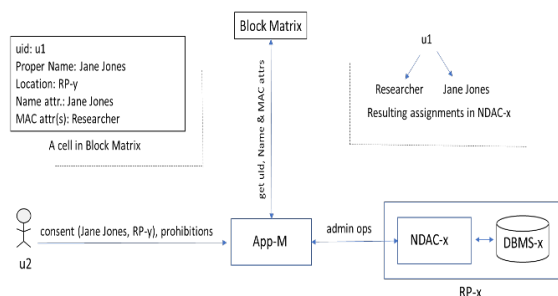 Block Matrix
uid: u1
Proper Name: Jane Jones
Location: RP-y
Name attr.: Jane Jones
MAC attr(s): Researcher
A cell in Block Matrix
u1
Researcher Jane Jones
Resulting assignments in NDAC-x
get uId, Name & MAC attrs
u2
consent (Jane Jones, RP-y), prohibitions
App-M
admin ops
NDAC-x
DBMS-x
RP-x